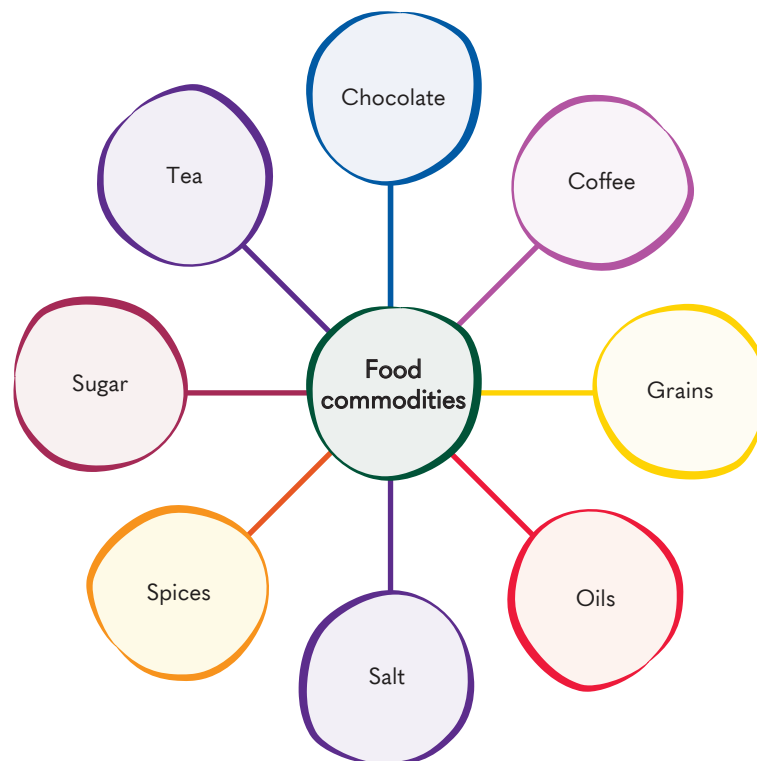 Chocolate
Tea
Coffee
Food
commodities
Sugar
Grains
Spices
Oils
Salt